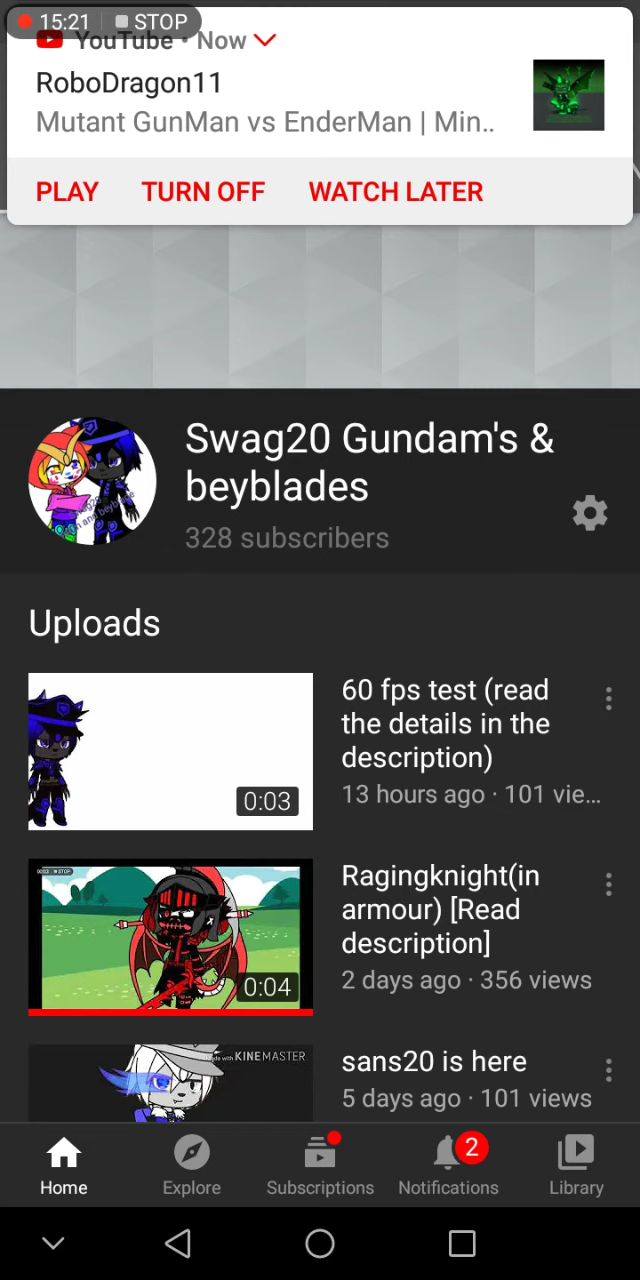 15:21 STOP
YouTube • Now
RoboDragon11
Mutant GunMan vs EnderMan | Min..
PLAY TURN OFF WATCH LATER
Swag20 Gundam's &
beyblades
328 subscribers
Uploads
60 fps test (read
the details in the
description)
0:03
13 hours ago · 101 vie...
Ragingknight(in
armour) [Read
description]
0:04
2 days ago · 356 views
KINEMASTER
sans20 is here
5 days ago · 101 views
2
Home Explore Subscriptions Notifications Library